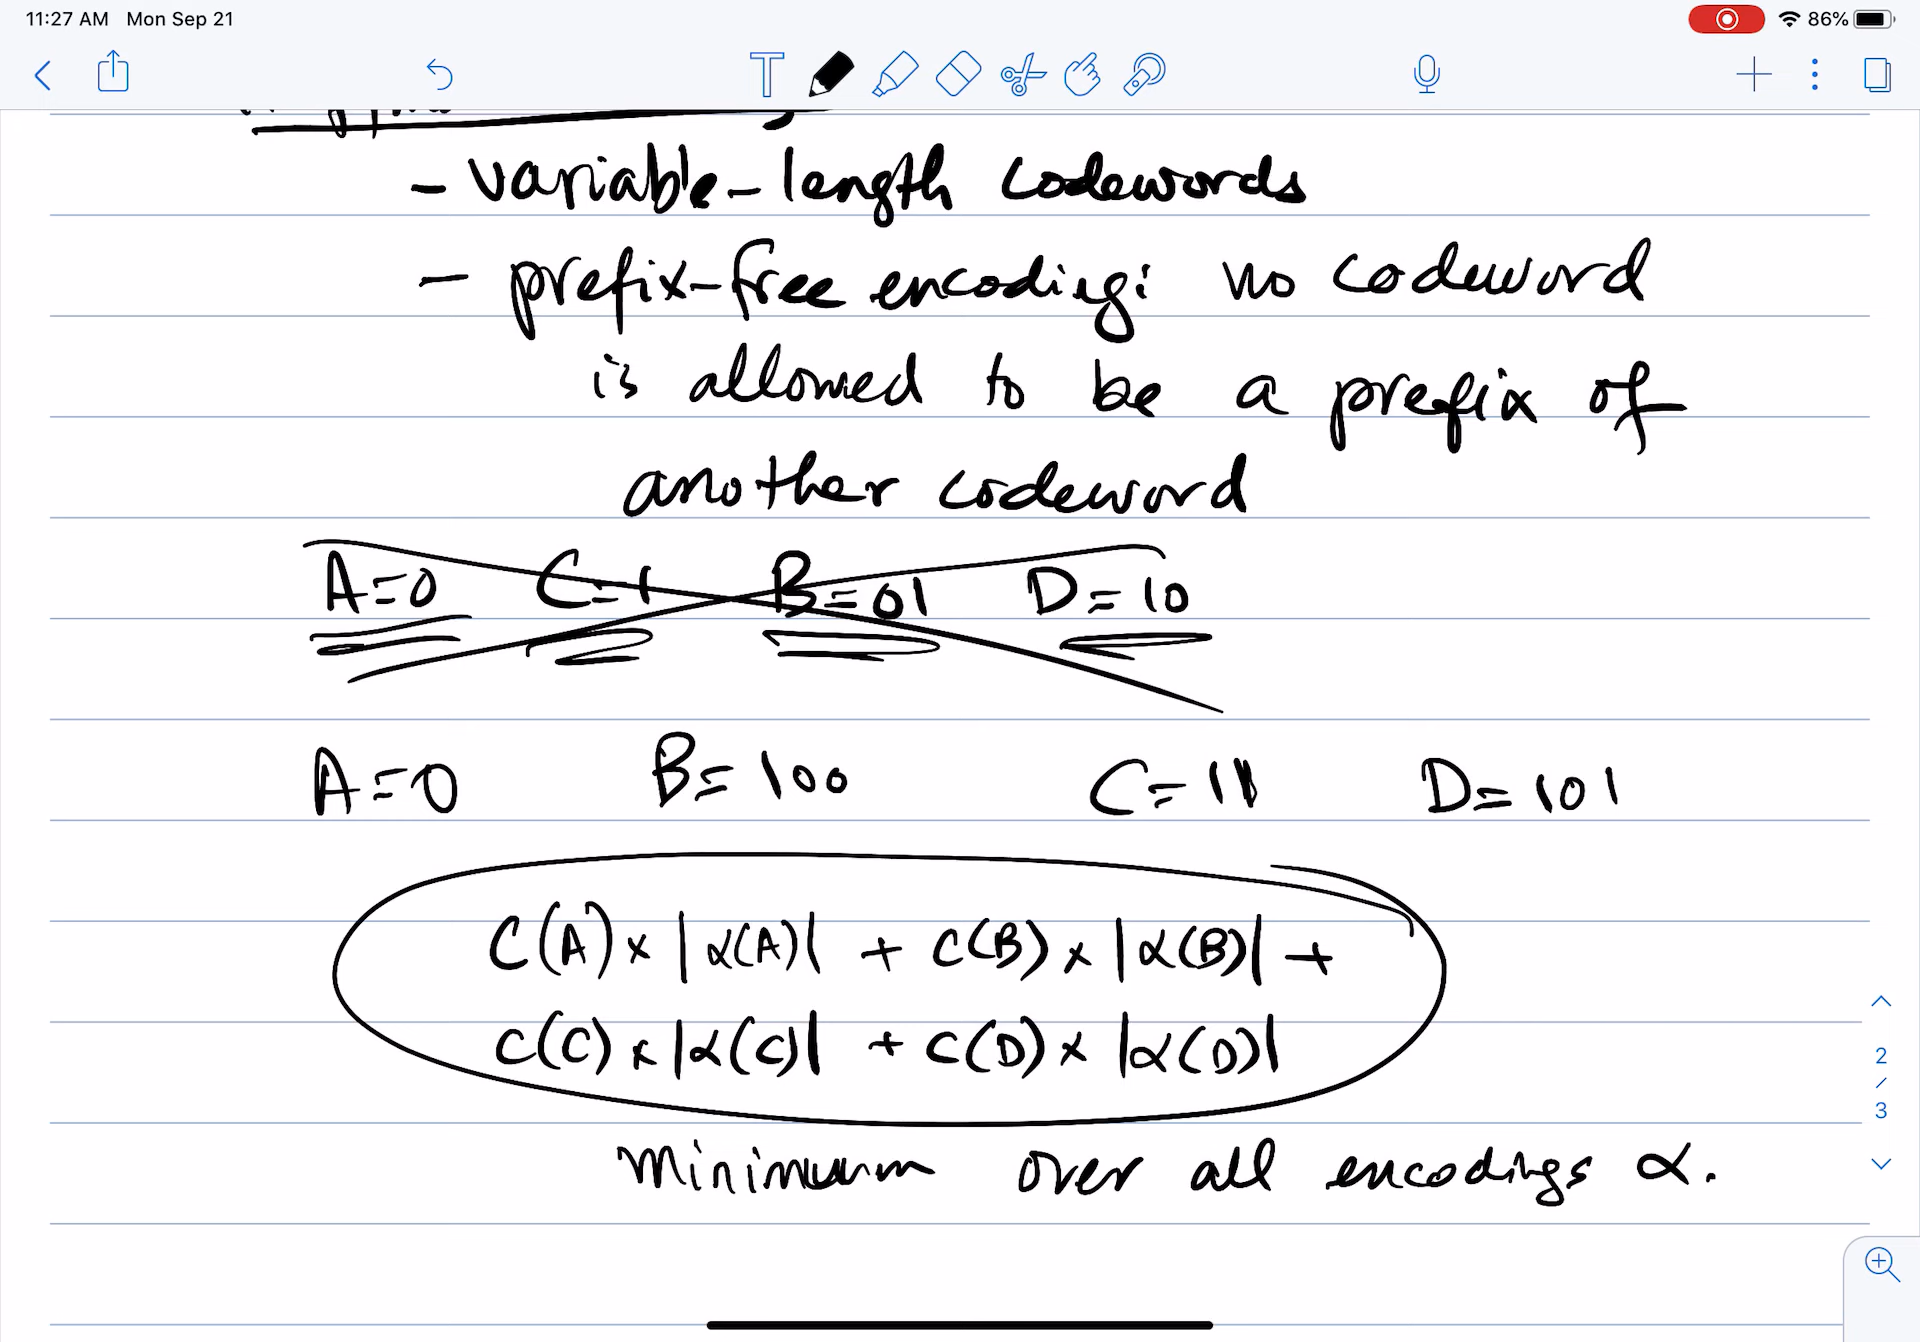 11:27 AM Mon Sep 21
86%
T
- variable-length codewords
- prefix-free encoding: no codeword
is allowed to be a prefix of
another codeword
A=0 C=1 B=01 D=10
A=0 B=100 C=11 D=101
C(A) × |α(A)| + C(B) × |α(B)| +
C(C) × |α(C)| + C(D) × |α(D)|
minimum over all encodings α.
2
/
3